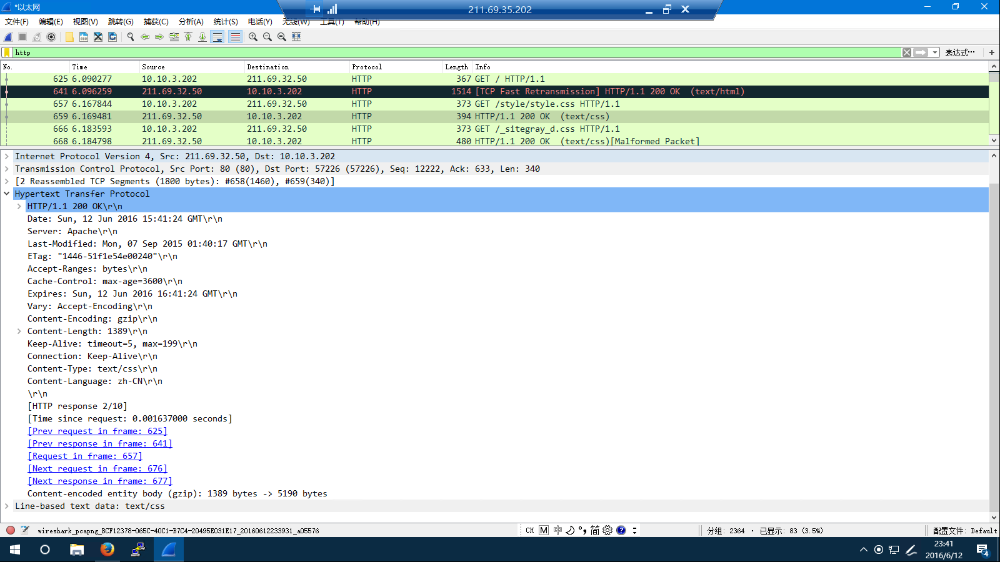 *以太网
211.69.35.202
文件(F) 编辑(E) 视图(V) 跳转(G) 捕获(C) 分析(A) 统计(S) 电话(Y) 无线(W) 工具(T) 帮助(H)
http 表达式… +
No. Time Source Destination Protocol Length Info
625 6.090277 10.10.3.202 211.69.32.50 HTTP 367 GET / HTTP/1.1
641 6.096259 211.69.32.50 10.10.3.202 HTTP 1514 [TCP Fast Retransmission] HTTP/1.1 200 OK  (text/html)
657 6.167844 10.10.3.202 211.69.32.50 HTTP 373 GET /style/style.css HTTP/1.1
659 6.169481 211.69.32.50 10.10.3.202 HTTP 394 HTTP/1.1 200 OK  (text/css)
666 6.183593 10.10.3.202 211.69.32.50 HTTP 373 GET /_sitegray_d.css HTTP/1.1
668 6.184798 211.69.32.50 10.10.3.202 HTTP 480 HTTP/1.1 200 OK  (text/css)[Malformed Packet]
Internet Protocol Version 4, Src: 211.69.32.50, Dst: 10.10.3.202
Transmission Control Protocol, Src Port: 80 (80), Dst Port: 57226 (57226), Seq: 12222, Ack: 633, Len: 340
[2 Reassembled TCP Segments (1800 bytes): #658(1460), #659(340)]
Hypertext Transfer Protocol
HTTP/1.1 200 OK\r\n
Date: Sun, 12 Jun 2016 15:41:24 GMT\r\n
Server: Apache\r\n
Last-Modified: Mon, 07 Sep 2015 01:40:17 GMT\r\n
ETag: "1446-51f1e54e00240"\r\n
Accept-Ranges: bytes\r\n
Cache-Control: max-age=3600\r\n
Expires: Sun, 12 Jun 2016 16:41:24 GMT\r\n
Vary: Accept-Encoding\r\n
Content-Encoding: gzip\r\n
Content-Length: 1389\r\n
Keep-Alive: timeout=5, max=199\r\n
Connection: Keep-Alive\r\n
Content-Type: text/css\r\n
Content-Language: zh-CN\r\n
\r\n
[HTTP response 2/10]
[Time since request: 0.001637000 seconds]
[Prev request in frame: 625]
[Prev response in frame: 641]
[Request in frame: 657]
[Next request in frame: 676]
[Next response in frame: 677]
Content-encoded entity body (gzip): 1389 bytes -> 5190 bytes
Line-based text data: text/css
wireshark_pcapng_BCF12378-065C-40C1-B7C4-20495E031E17_20160612233931_a05576 CH M 中 简 分组: 2364 · 已显示: 83 (3.5%) 配置文件: Default
23:41
2016/6/12
4